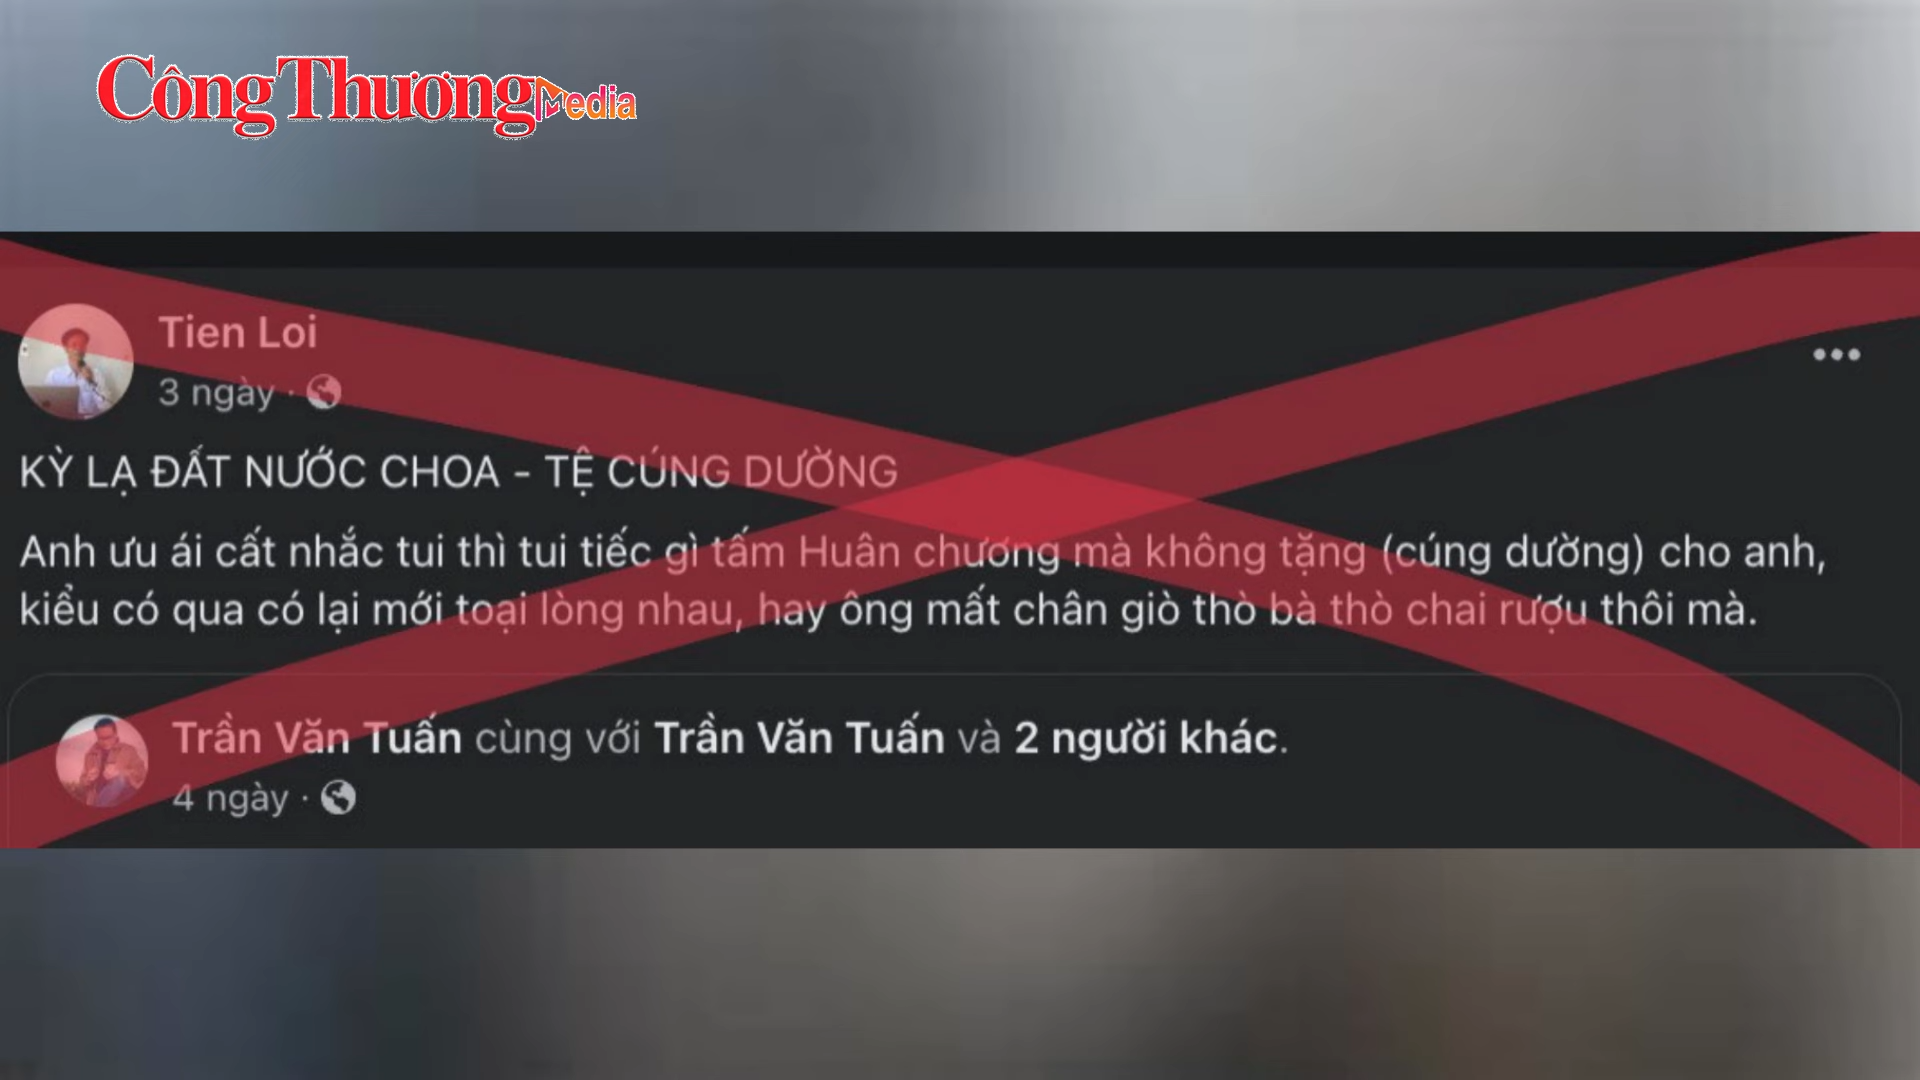 CôngThương Media
Tien Loi
3 ngày ·
KỲ LẠ ĐẤT NƯỚC CHOA - TỆ CÚNG DƯỜNG
Anh ưu ái cất nhắc tui thì tui tiếc gì tấm Huân chương mà không tặng (cúng dường) cho anh,
kiểu có qua có lại mới toại lòng nhau, hay ông mất chân giò thò bà thò chai rượu thôi mà.
Trần Văn Tuấn cùng với Trần Văn Tuấn và 2 người khác.
4 ngày ·